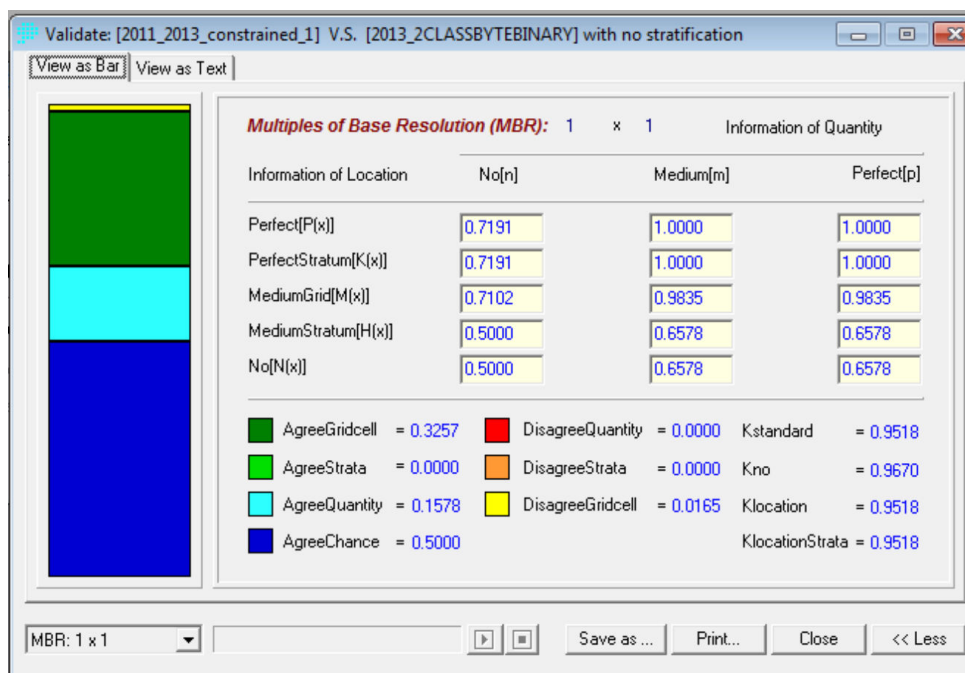 Validate: [2011_2013_constrained_1] V.S. [2013_2CLASSBYTEBINARY] with no stratification
View as Bar View as Text
Multiples of Base Resolution (MBR): 1 x 1 Information of Quantity
Information of Location No[n] Medium[m] Perfect[p]
Perfect[P(x)] 0.7191 1.0000 1.0000
PerfectStratum[K(x)] 0.7191 1.0000 1.0000
MediumGrid[M(x)] 0.7102 0.9835 0.9835
MediumStratum[H(x)] 0.5000 0.6578 0.6578
No[N(x)] 0.5000 0.6578 0.6578
AgreeGridcell = 0.3257 DisagreeQuantity = 0.0000 Kstandard = 0.9518
AgreeStrata = 0.0000 DisagreeStrata = 0.0000 Kno = 0.9670
AgreeQuantity = 0.1578 DisagreeGridcell = 0.0165 Klocation = 0.9518
AgreeChance = 0.5000 KlocationStrata = 0.9518
MBR: 1 x 1 Save as ... Print... Close << Less